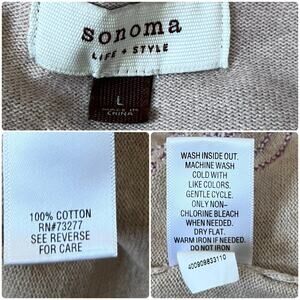 sonoma
LIFE + STYLE
L
MADE IN
CHINA
100% COTTON
RN#73277
SEE REVERSE
FOR CARE
WASH INSIDE OUT.
MACHINE WASH
COLD WITH
LIKE COLORS.
GENTLE CYCLE.
ONLY NON-
CHLORINE BLEACH
WHEN NEEDED.
DRY FLAT.
WARM IRON IF NEEDED.
DO NOT IRON
400909833110